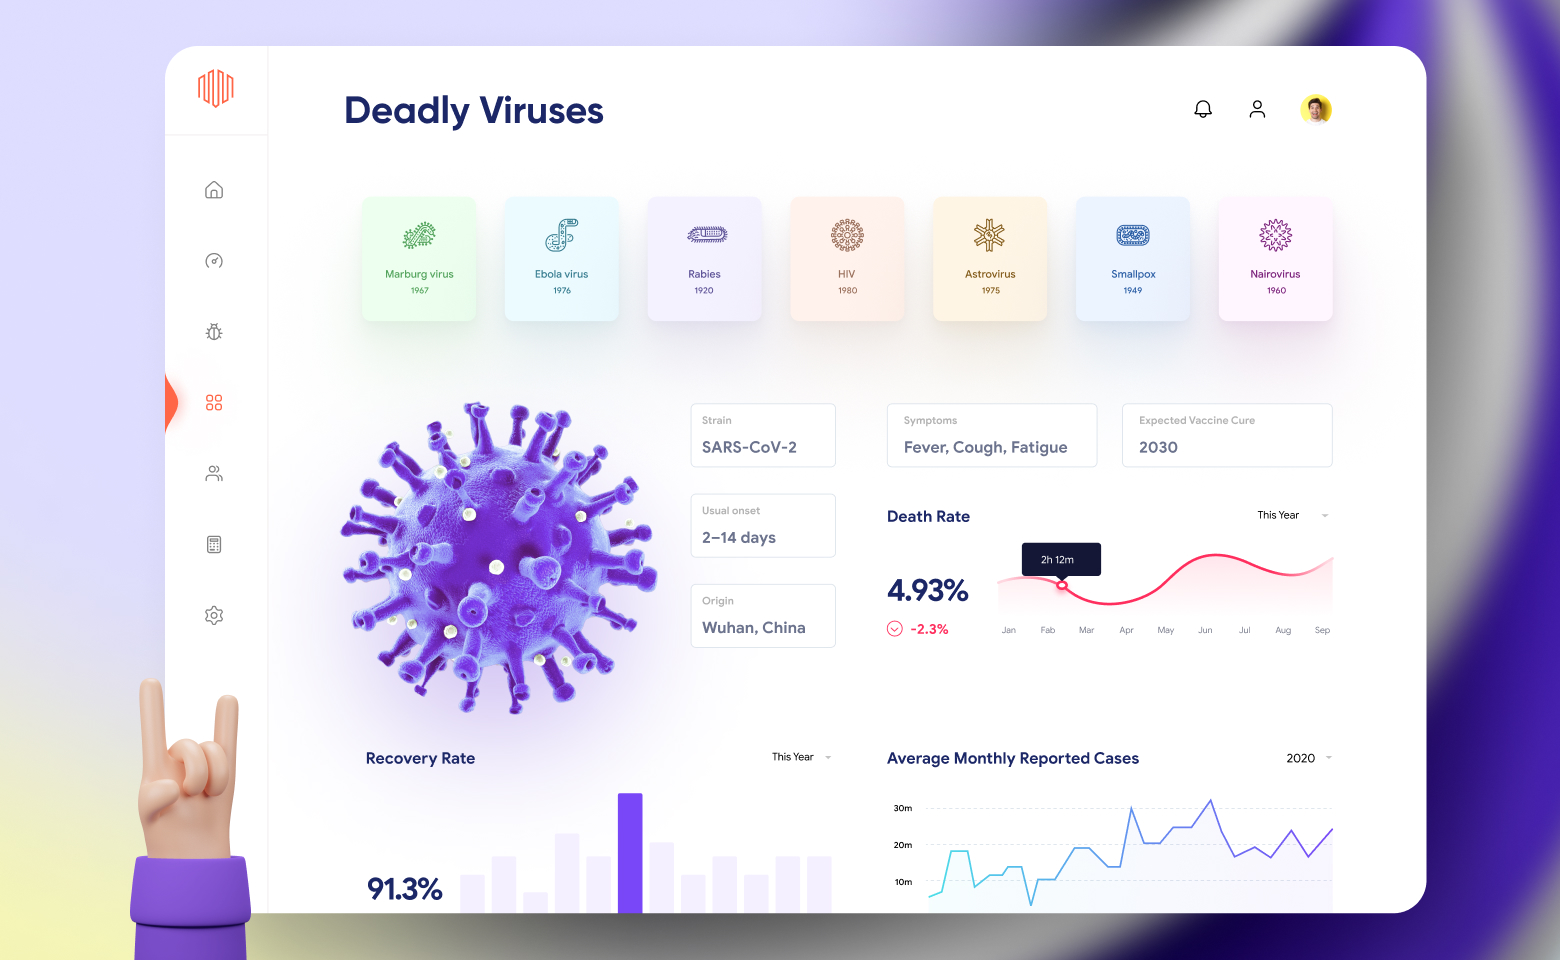 Deadly Viruses
Marburg virus
1967
Ebola virus
1976
Rabies
1920
HIV
1980
Astrovirus
1975
Smallpox
1949
Nairovirus
1960
Strain
SARS-CoV-2
Usual onset
2–14 days
Origin
Wuhan, China
Symptoms
Fever, Cough, Fatigue
Expected Vaccine Cure
2030
Death Rate
This Year
2h 12m
4.93%
-2.3%
Jan Fab Mar Apr May Jun Jul Aug Sep
Recovery Rate
This Year
91.3%
Average Monthly Reported Cases
2020
30m
20m
10m